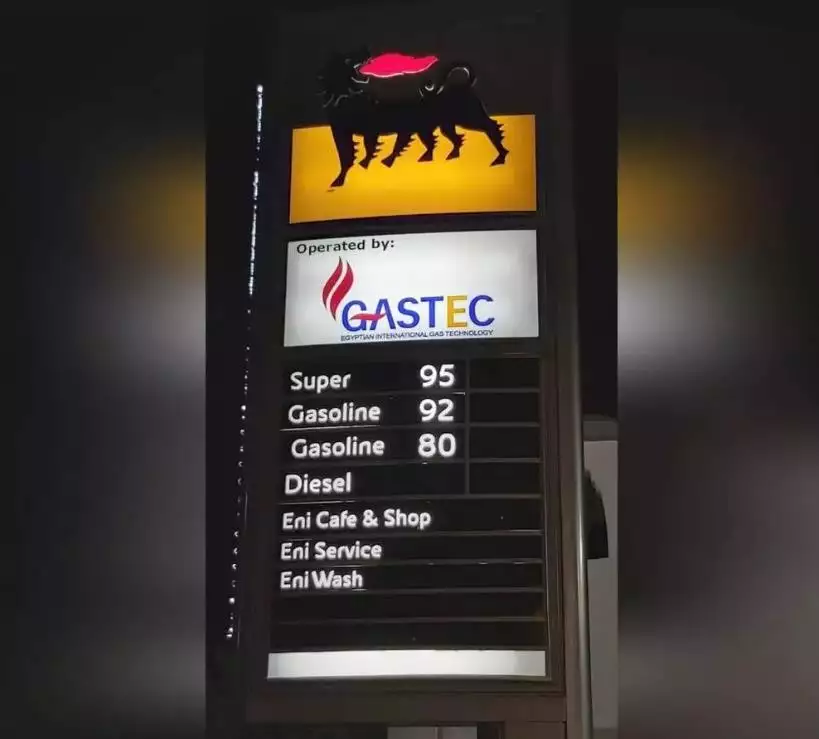 Operated by:
GASTEC
EGYPTIAN INTERNATIONAL GAS TECHNOLOGY
Super 95
Gasoline 92
Gasoline 80
Diesel
Eni Cafe & Shop
Eni Service
Eni Wash